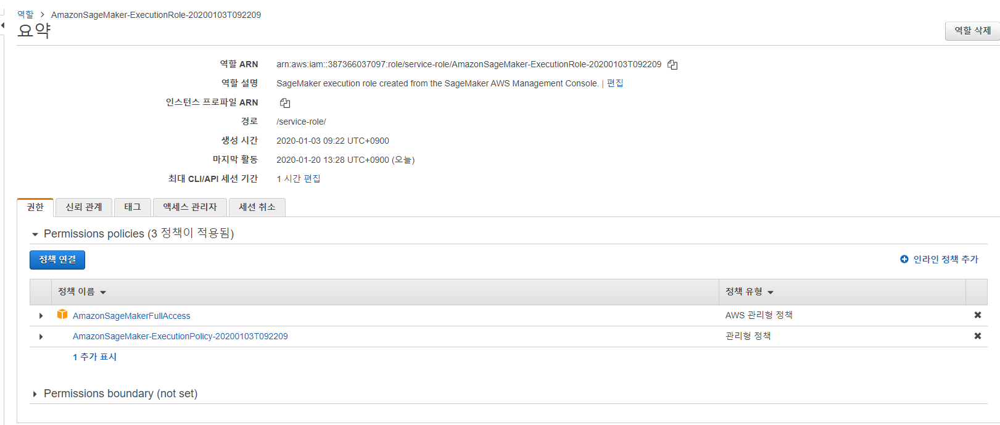 역할 > AmazonSageMaker-ExecutionRole-20200103T092209
요약
역할 삭제
역할 ARN arn:aws:iam::387366037097:role/service-role/AmazonSageMaker-ExecutionRole-20200103T092209
역할 설명 SageMaker execution role created from the SageMaker AWS Management Console. | 편집
인스턴스 프로파일 ARN
경로 /service-role/
생성 시간 2020-01-03 09:22 UTC+0900
마지막 활동 2020-01-20 13:28 UTC+0900 (오늘)
최대 CLI/API 세션 기간 1 시간 편집
권한 신뢰 관계 태그 액세스 관리자 세션 취소
Permissions policies (3 정책이 적용됨)
정책 연결 인라인 정책 추가
정책 이름 정책 유형
AmazonSageMakerFullAccess AWS 관리형 정책
AmazonSageMaker-ExecutionPolicy-20200103T092209 관리형 정책
1 추가 표시
Permissions boundary (not set)